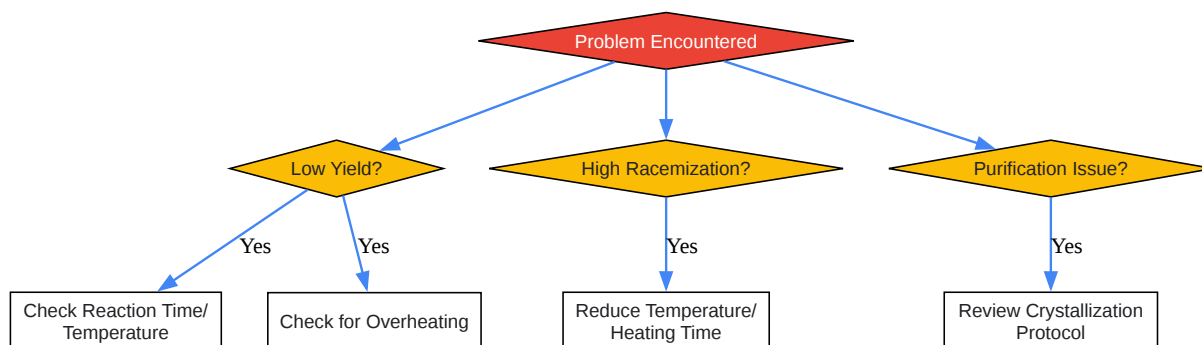 Problem Encountered
Low Yield?
High Racemization?
Purification Issue?
Yes
Yes
Yes
Yes
Check Reaction Time/
Temperature
Check for Overheating
Reduce Temperature/
Heating Time
Review Crystallization
Protocol